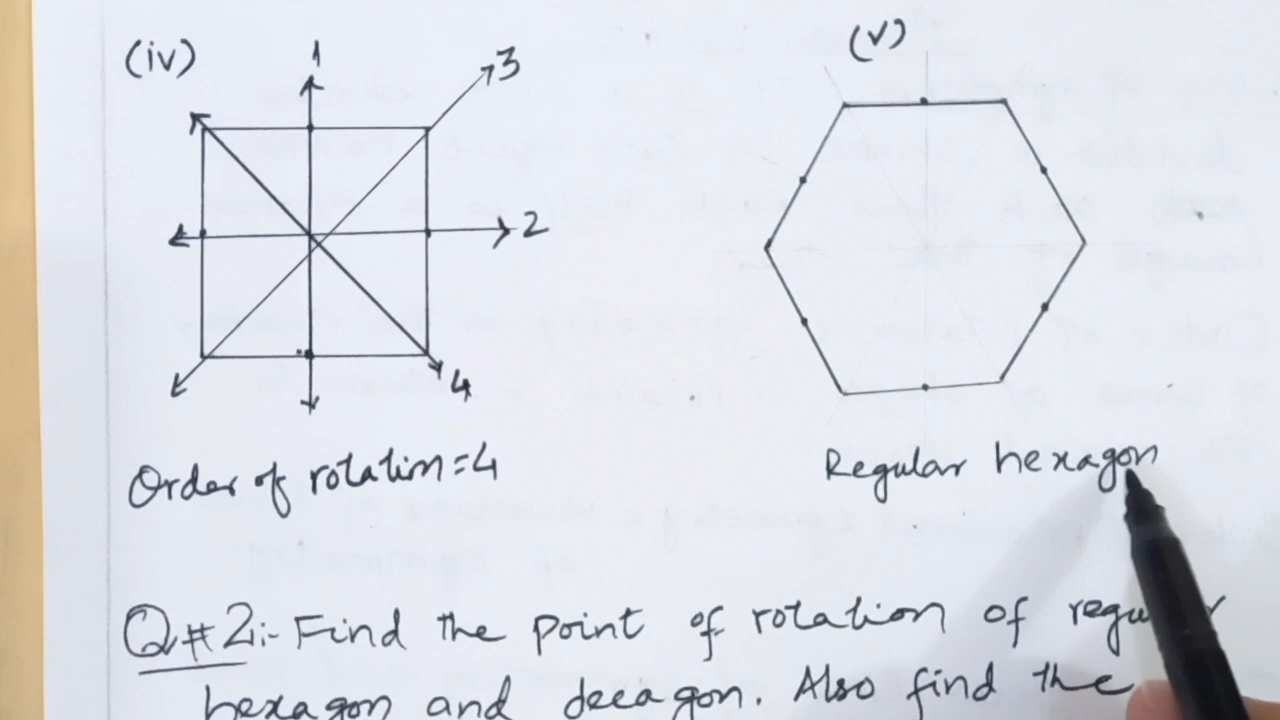 (iv)
1
3
2
4
Order of rotation=4
(v)
Regular hexagon
Q#2:- Find the point of rotation of regu
hexagon and decagon. Also find the